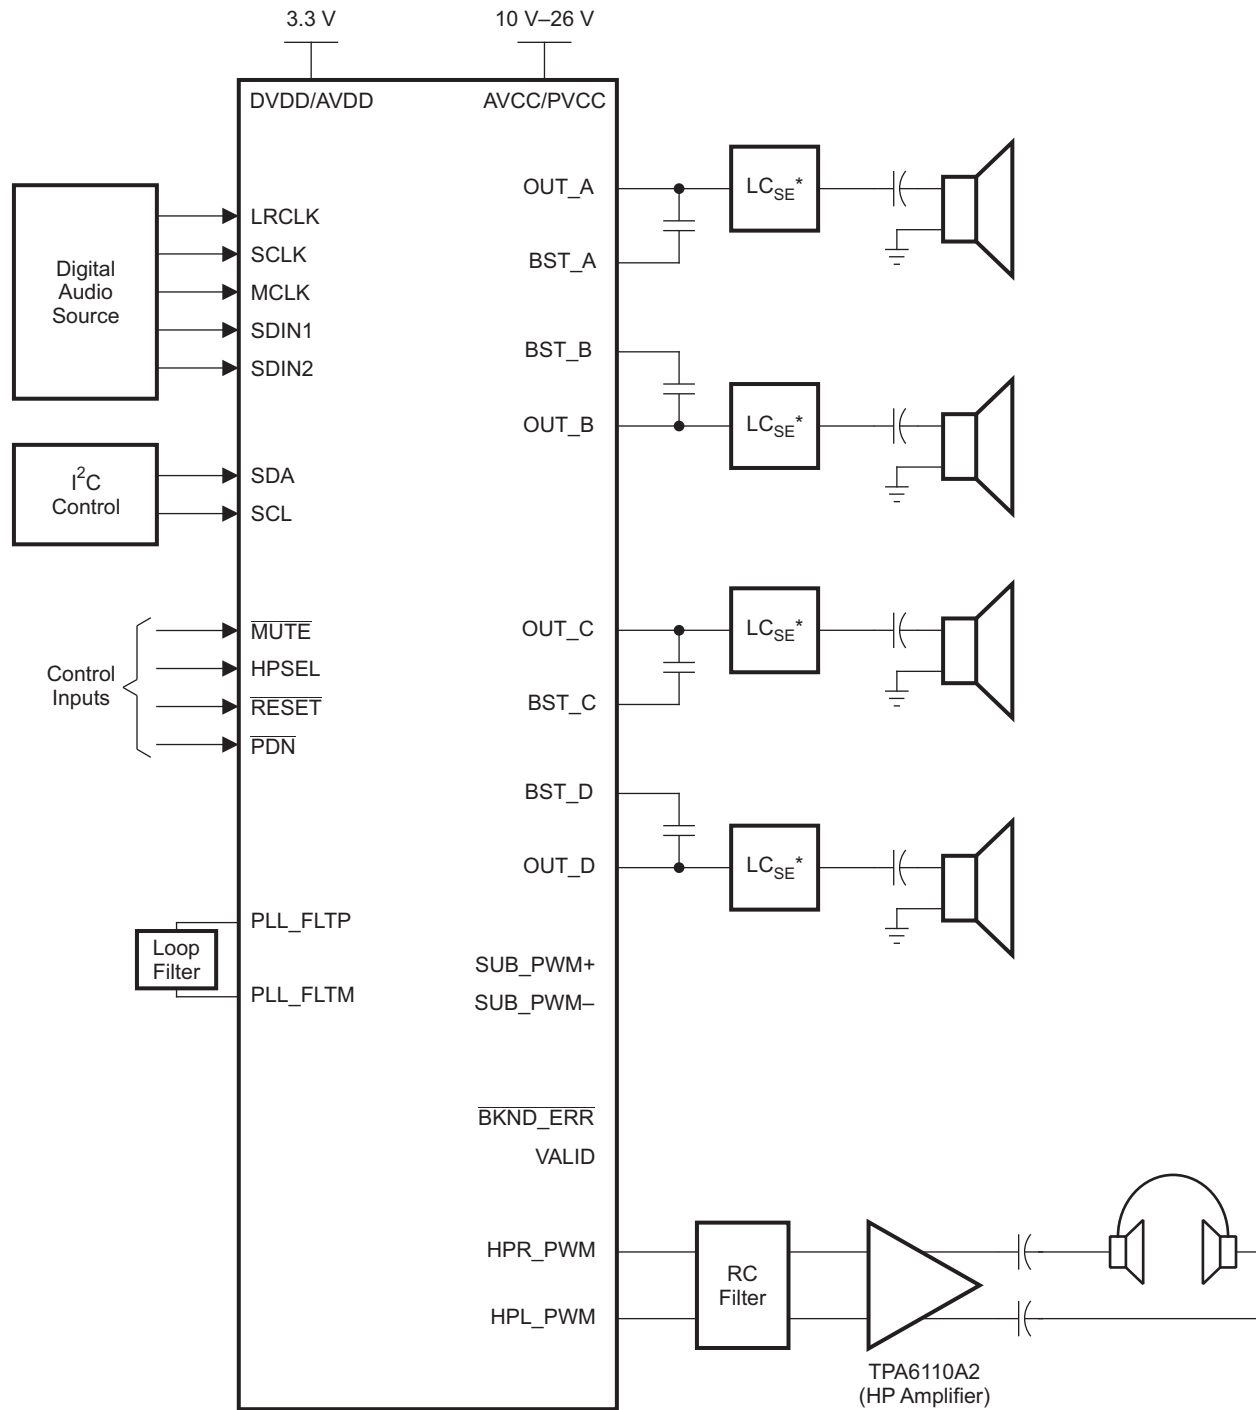 3.3 V
10 V–26 V
DVDD/AVDD
AVCC/PVCC
Digital
Audio
Source
LRCLK
SCLK
MCLK
SDIN1
SDIN2
I²C
Control
SDA
SCL
Control
Inputs
MUTE
HPSEL
RESET
PDN
Loop
Filter
PLL_FLTP
PLL_FLTM
OUT_A
BST_A
LCSE*
BST_B
OUT_B
LCSE*
OUT_C
BST_C
LCSE*
BST_D
OUT_D
LCSE*
SUB_PWM+
SUB_PWM–
BKND_ERR
VALID
HPR_PWM
HPL_PWM
RC
Filter
TPA6110A2
(HP Amplifier)